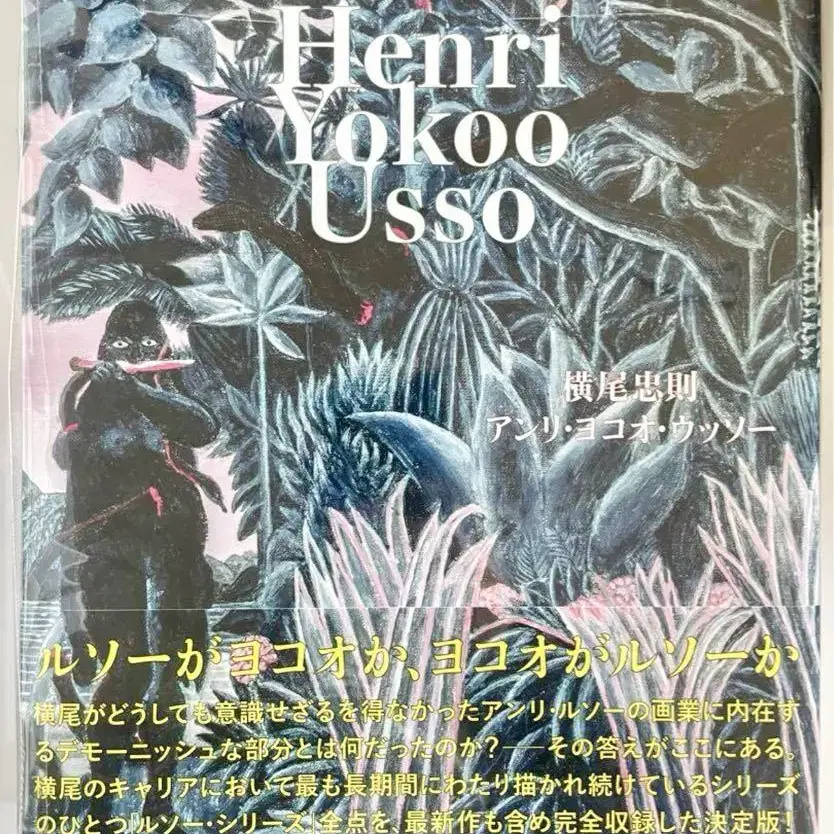 Henri
Yokoo
Usso
横尾忠則
アンリ・ヨコオ・ウッソー
ルソーがヨコオか、ヨコオがルソーか
横尾がどうしても意識せざるを得なかったアンリ・ルソーの画業に内在す
るデモーニッシュな部分とは何だったのか?──その答えがここにある。
横尾のキャリアにおいて最も長期間にわたり描かれ続けているシリーズ
のひとつ「ルソー・シリーズ」全点を、最新作も含め完全収録した決定版!